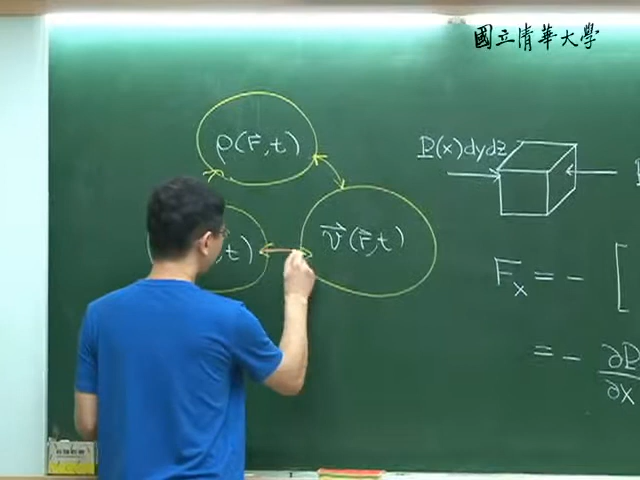 國立清華大學
ρ(r⃗,t)
P(x)dydz
v⃗(r⃗,t)
,t)
Fₓ = - [
= - ∂P/∂x